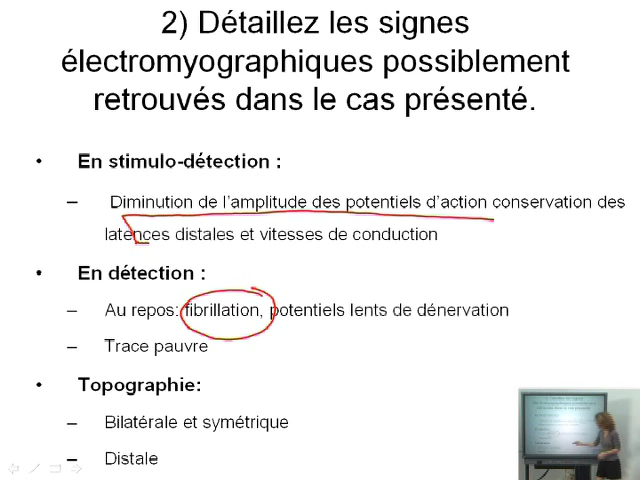 2) Détaillez les signes
électromyographiques possiblement
retrouvés dans le cas présenté.
• En stimulo-détection :
– Diminution de l'amplitude des potentiels d'action conservation des
latences distales et vitesses de conduction
• En détection :
– Au repos: fibrillation, potentiels lents de dénervation
– Trace pauvre
• Topographie:
– Bilatérale et symétrique
– Distale